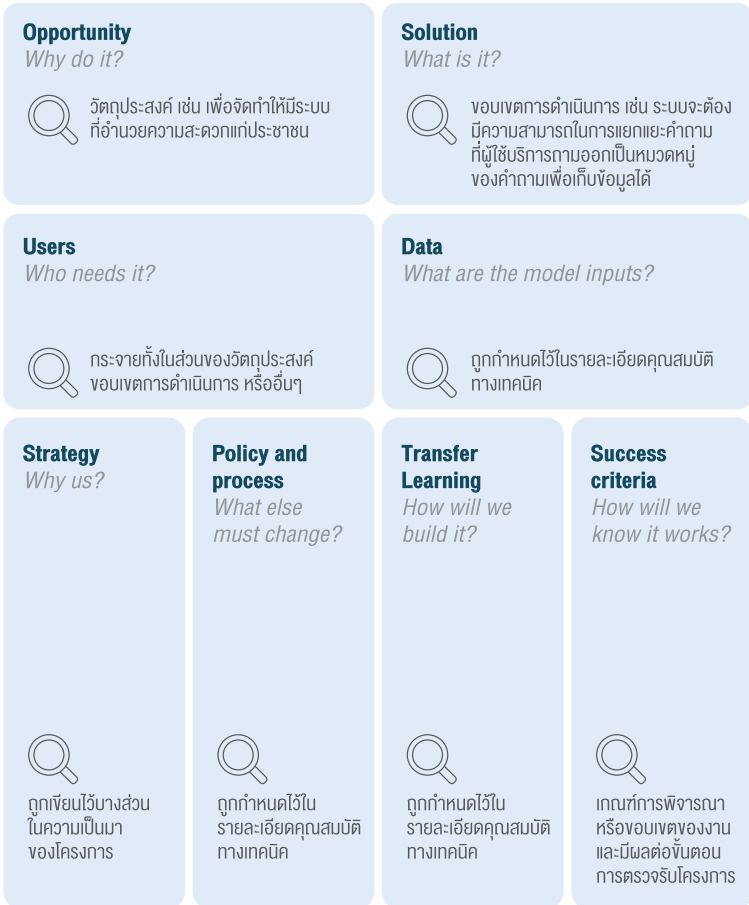 Opportunity
Why do it?
วัตถุประสงค์ เช่น เพื่อจัดทำให้มีระบบ
ที่อำนวยความสะดวกแก่ประชาชน
Solution
What is it?
ขอบเขตการดำเนินการ เช่น ระบบจะต้อง
มีความสามารถในการแยกแยะคำถาม
ที่ผู้ใช้บริการถามออกเป็นหมวดหมู่
ของคำถามเพื่อเก็บข้อมูลได้
Users
Who needs it?
กระจายทั้งในส่วนของวัตถุประสงค์
ขอบเขตการดำเนินการ หรืออื่นๆ
Data
What are the model inputs?
ถูกกำหนดไว้ในรายละเอียดคุณสมบัติ
ทางเทคนิค
Strategy
Why us?
ถูกเขียนไว้บางส่วน
ในความเป็นมา
ของโครงการ
Policy and
process
What else
must change?
ถูกกำหนดไว้ใน
รายละเอียดคุณสมบัติ
ทางเทคนิค
Transfer
Learning
How will we
build it?
ถูกกำหนดไว้ใน
รายละเอียดคุณสมบัติ
ทางเทคนิค
Success
criteria
How will we
know it works?
เกณฑ์การพิจารณา
หรือขอบเขตของงาน
และมีผลต่อขั้นตอน
การตรวจรับโครงการ